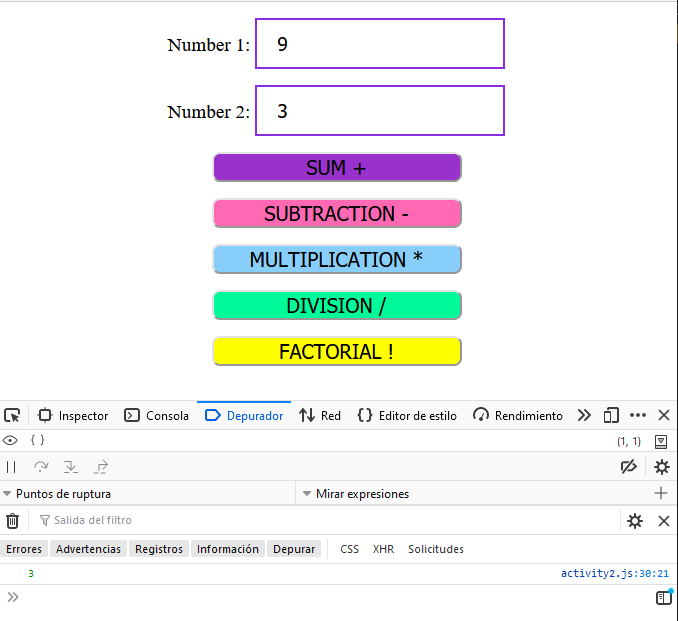 Number 1: 9
Number 2: 3
SUM +
SUBTRACTION -
MULTIPLICATION *
DIVISION /
FACTORIAL !
Inspector Consola Depurador Red {} Editor de estilo Rendimiento
{ } (1, 1)
Puntos de ruptura Mirar expresiones
Salida del filtro
Errores Advertencias Registros Información Depurar CSS XHR Solicitudes
3 activity2.js:30:21